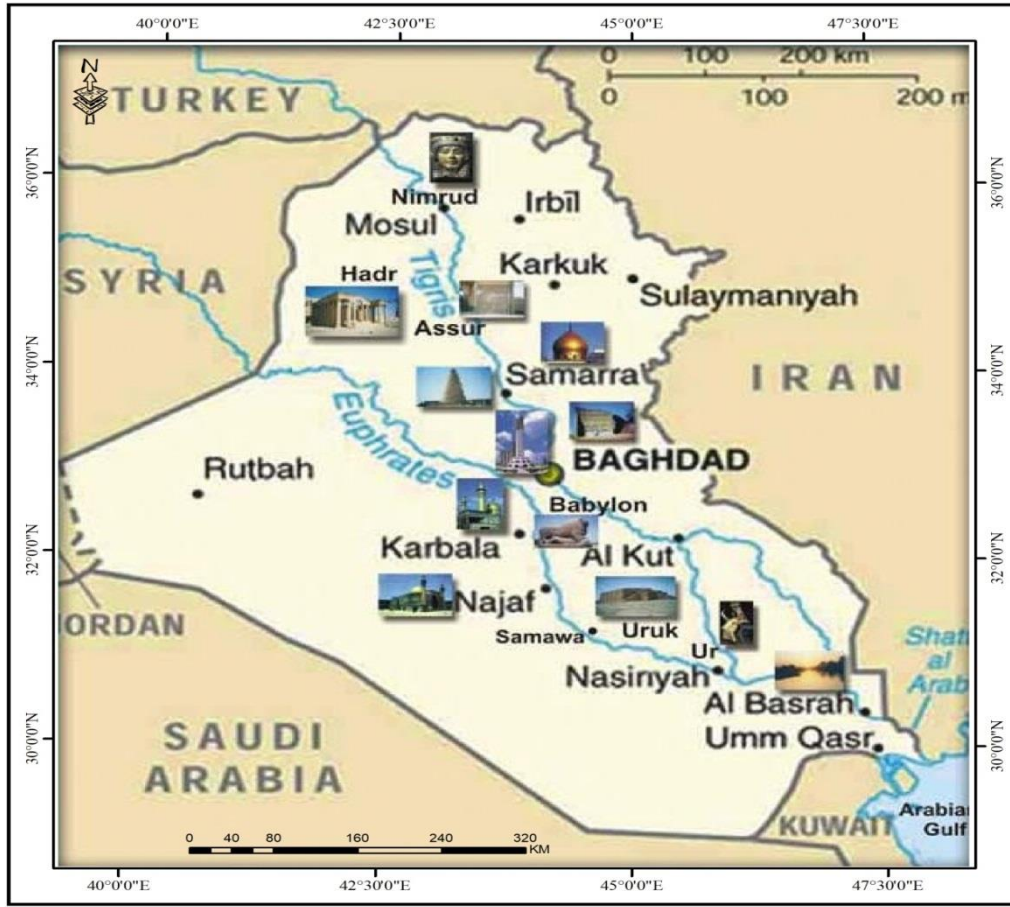 40°0'0"E 42°30'0"E 45°0'0"E 47°30'0"E
N
0 100 200 km
0 100 200 m
TURKEY
36°0'0"N
36°0'0"N
Nimrud
Mosul
Irbīl
Tigris
Hadr
Karkuk
SYRIA
Sulaymanıyah
Assur
34°0'0"N
34°0'0"N
Samarra
IRAN
Euphrates
BAGHDAD
Rutbah
Babylon
32°0'0"N
32°0'0"N
Karbala
Al Kut
Najaf
ORDAN
Samawa
Uruk
Ur
Shatt
al
Arab
Nasirıyah
Al Basrah
30°0'0"N
30°0'0"N
SAUDI
ARABIA
Umm Qasr
KUWAIT
Arabian
Gulf
0 40 80 160 240 320
KM
40°0'0"E 42°30'0"E 45°0'0"E 47°30'0"E